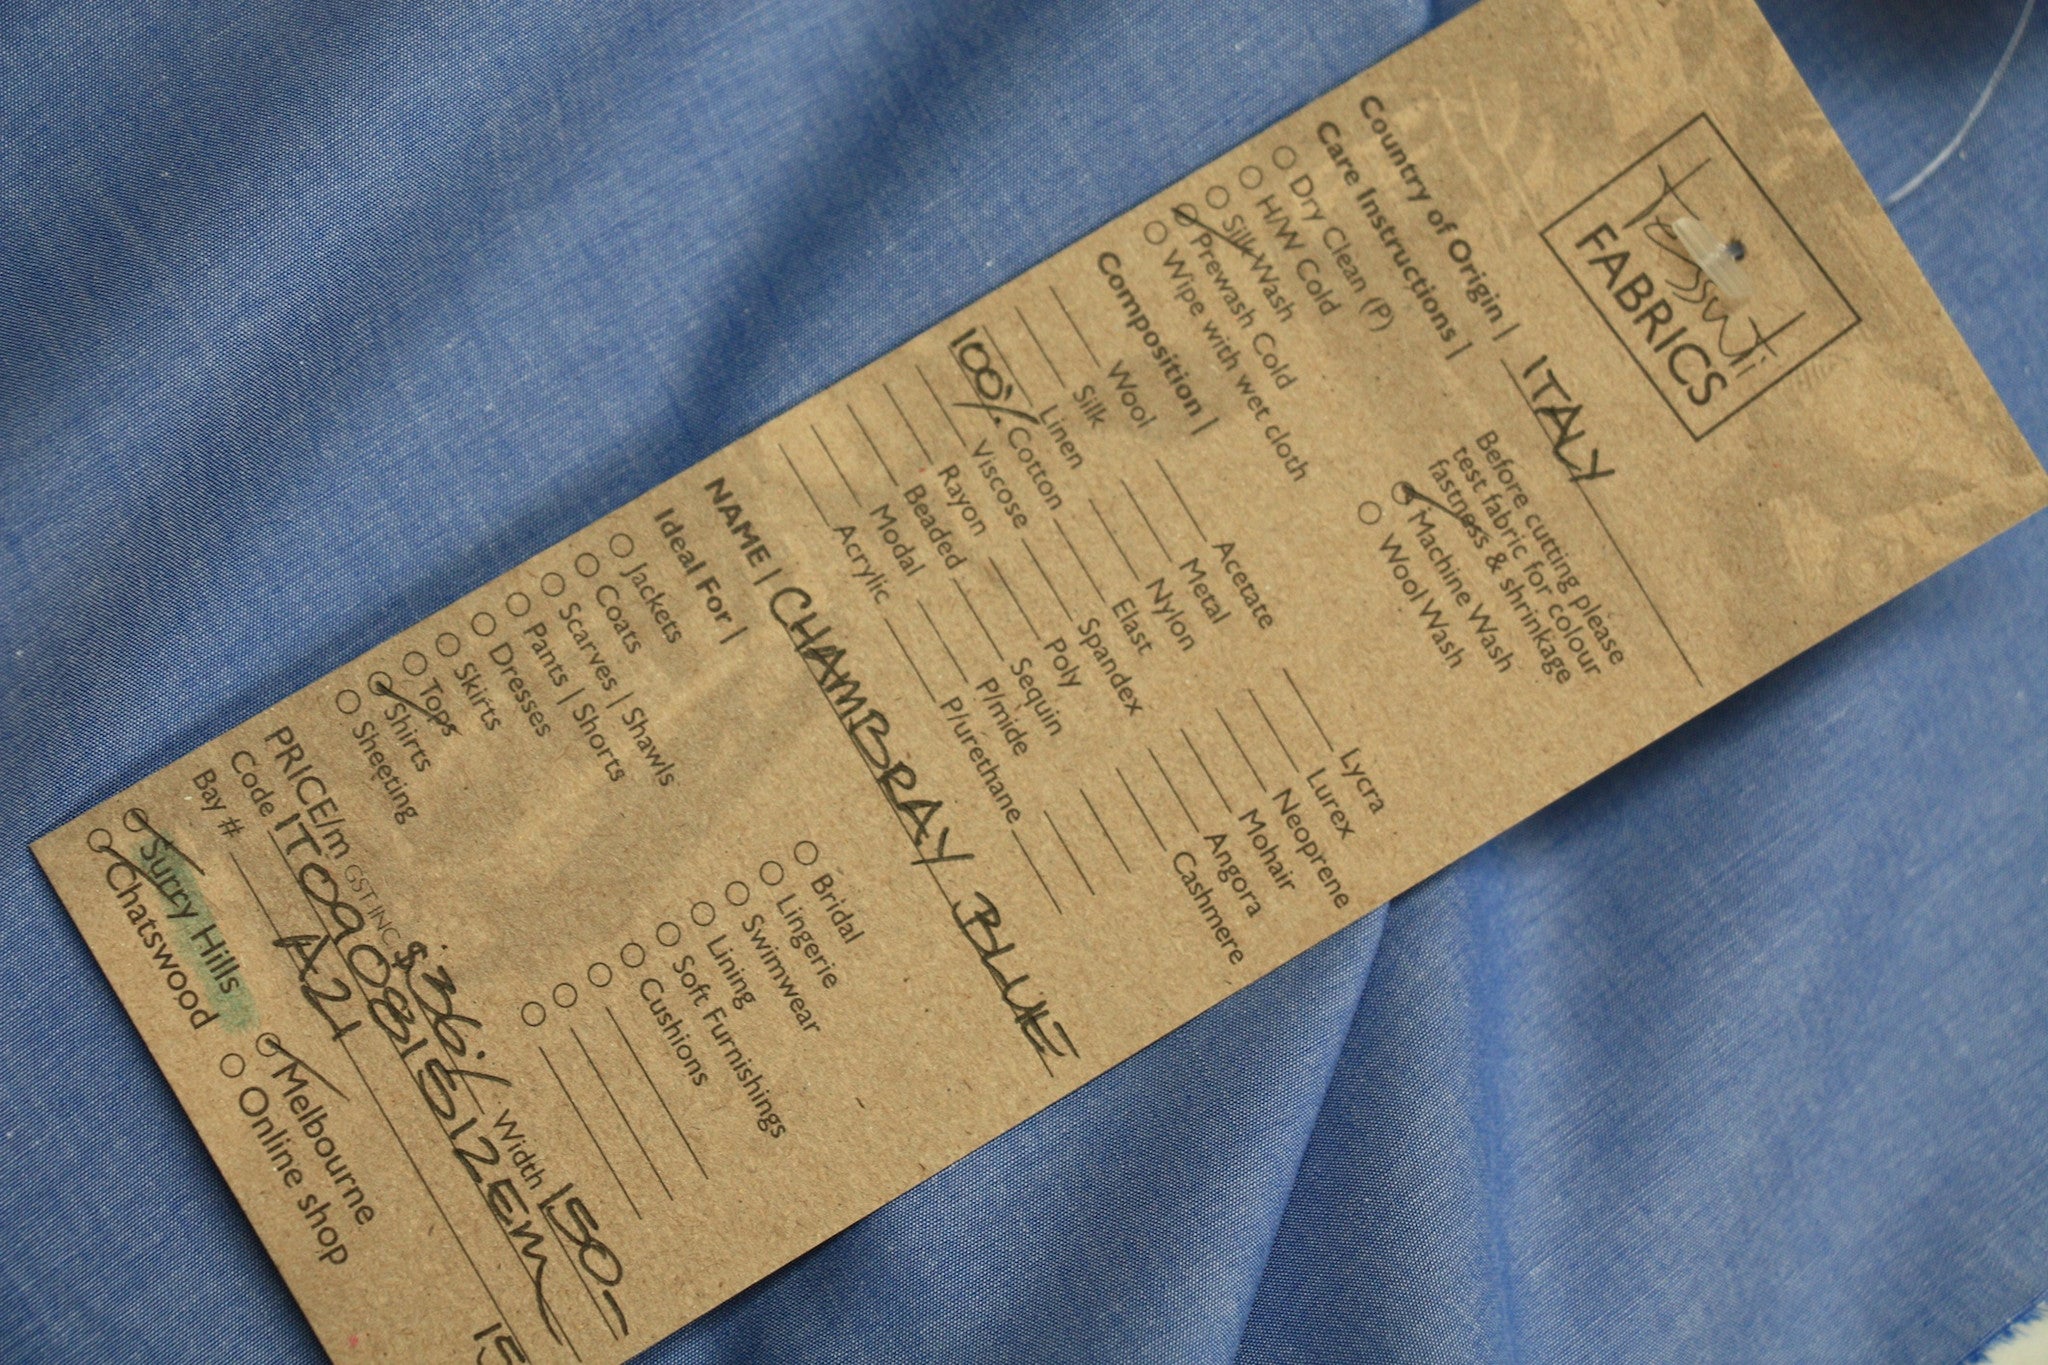 Tessuti
FABRICS
Country of Origin | ITALY
Care Instructions |
Before cutting please
test fabric for colour
fastness & shrinkage
Dry Clean (P)
H/W Cold
Silk Wash
Prewash Cold
Wipe with wet cloth
Machine Wash
Wool Wash
Composition |
Wool
Silk
Linen
100% Cotton
Viscose
Rayon
Beaded
Modal
Acrylic
Acetate
Metal
Nylon
Elast
Spandex
Poly
Sequin
P/mide
P/urethane
Lycra
Lurex
Neoprene
Mohair
Angora
Cashmere
NAME | CHAMBRAY BLUE
Ideal For |
Jackets
Coats
Scarves | Shawls
Pants | Shorts
Dresses
Skirts
Tops
Shirts
Sheeting
Bridal
Lingerie
Swimwear
Lining
Soft Furnishings
Cushions
PRICE/m GST INC. $36./ Width 150-
Code ITO9081512EM
Bay # A21
Surry Hills
Chatswood
Melbourne
Online shop